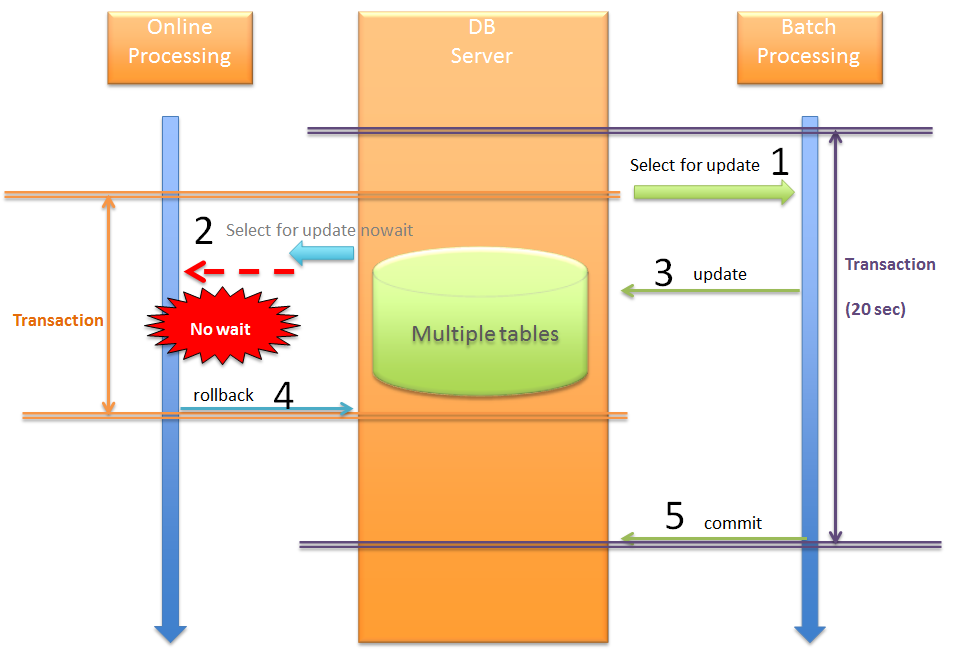 Online
Processing
DB
Server
Batch
Processing
Select for update 1
2 Select for update nowait
3 update
Transaction
(20 sec)
Transaction
No wait
Multiple tables
rollback 4
5 commit